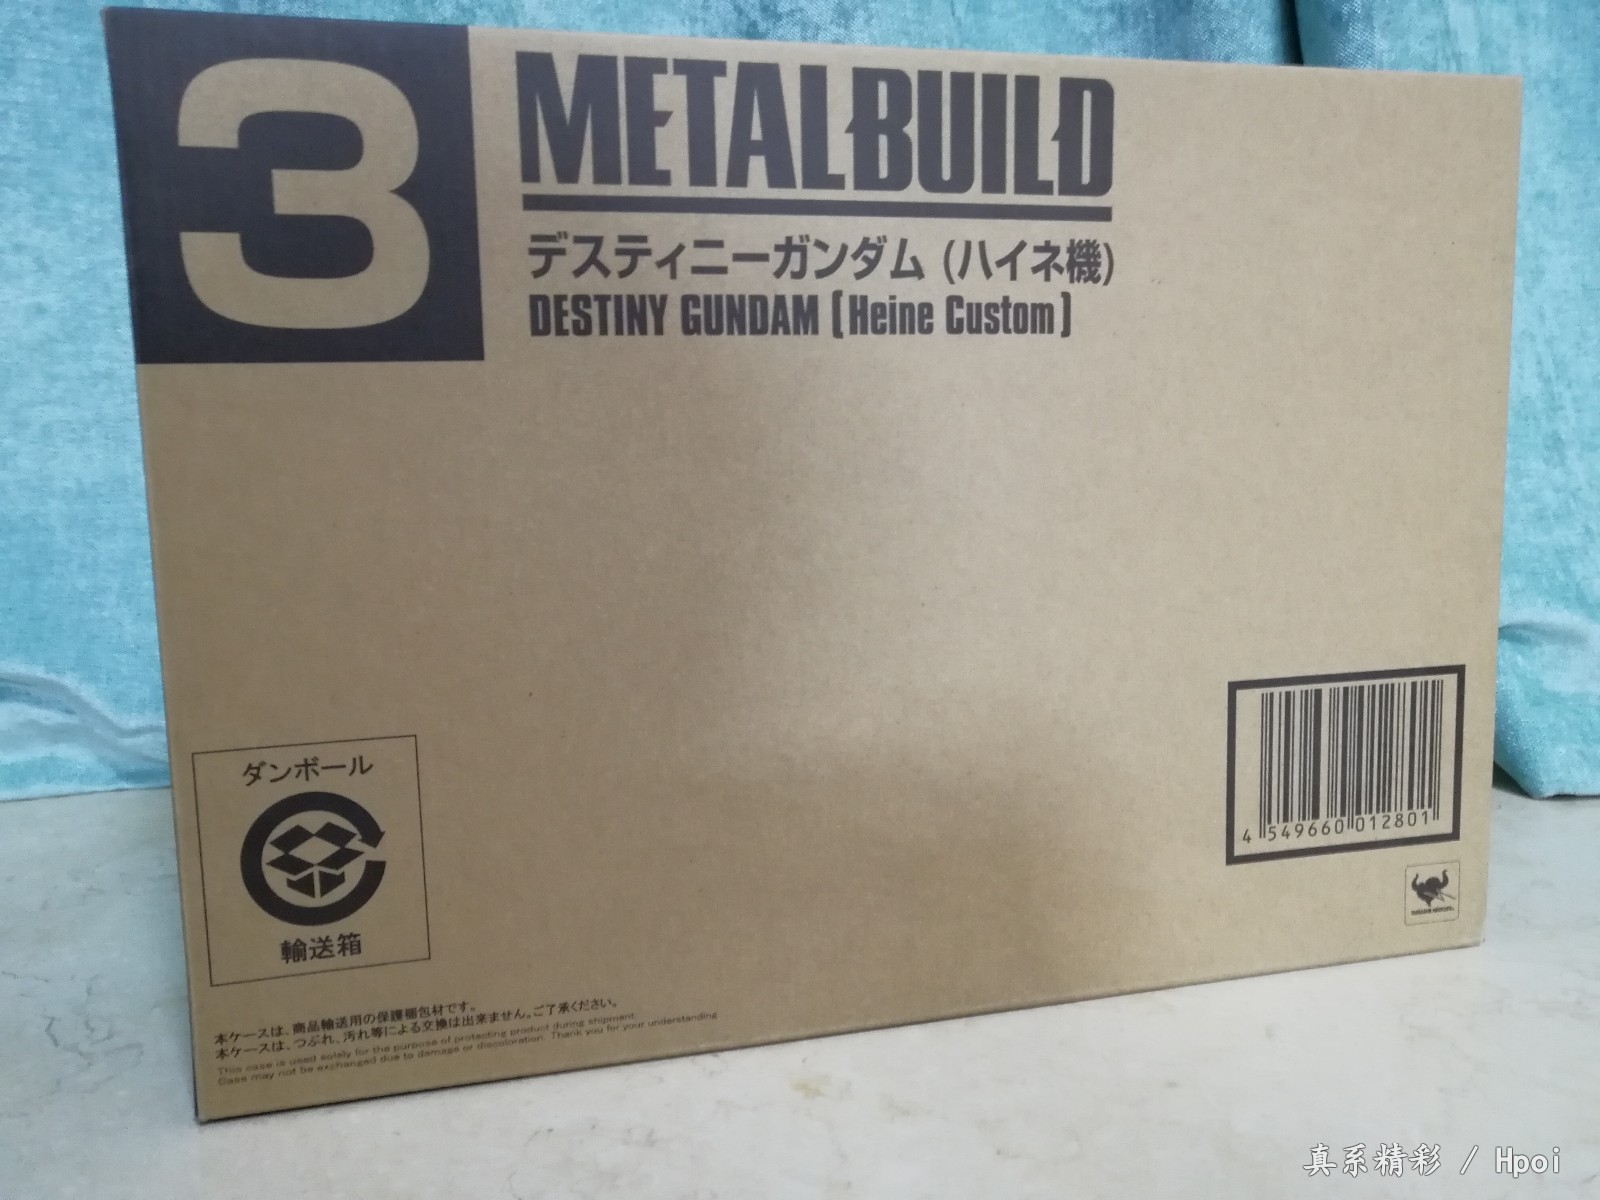 3
METAL BUILD
デスティニーガンダム (ハイネ機)
DESTINY GUNDAM (Heine Custom)
ダンボール
輸送箱
4 549660 012801
本ケースは、商品輸送用の保護梱包材です。
本ケースは、つぶれ、汚れ等による交換は出来ません。ご了承ください。
This case is used solely for the purpose of protecting product during shipment.
Case may not be exchanged due to damage or discoloration. Thank you for your understanding
真系精彩 / Hpoi